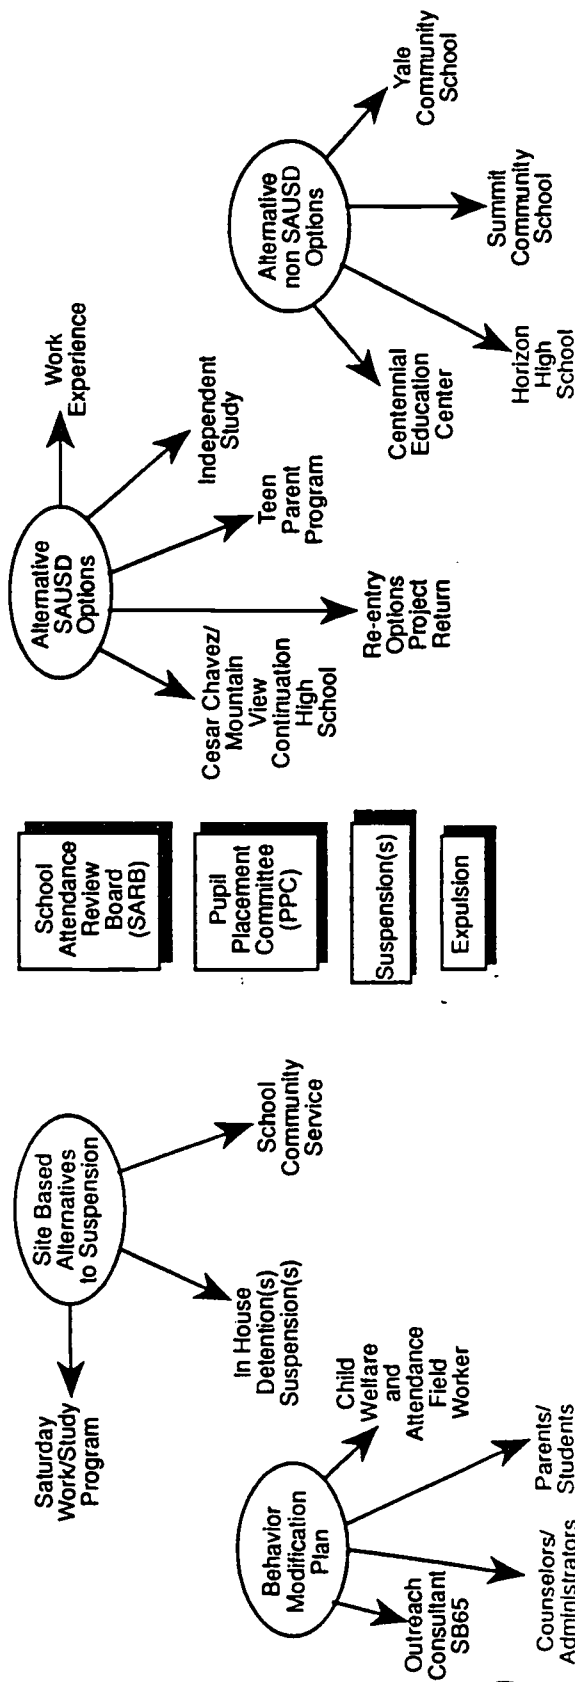 Site Based
Alternatives
to Suspension
Saturday
Work/Study
Program
In House
Detention(s)
Suspension(s)
School
Community
Service
Behavior
Modification
Plan
Outreach
Consultant
SB65
Counselors/
Administrators
Parents/
Students
Child
Welfare
and
Attendance
Field
Worker
School
Attendance
Review
Board
(SARB)
Pupil
Placement
Committee
(PPC)
Suspension(s)
Expulsion
Alternative
SAUSD
Options
Cesar Chavez/
Mountain
View
Continuation
High
School
Re-entry
Options
Project
Return
Teen
Parent
Program
Independent
Study
Work
Experience
Alternative
non SAUSD
Options
Centennial
Education
Center
Horizon
High
School
Summit
Community
School
Yale
Community
School